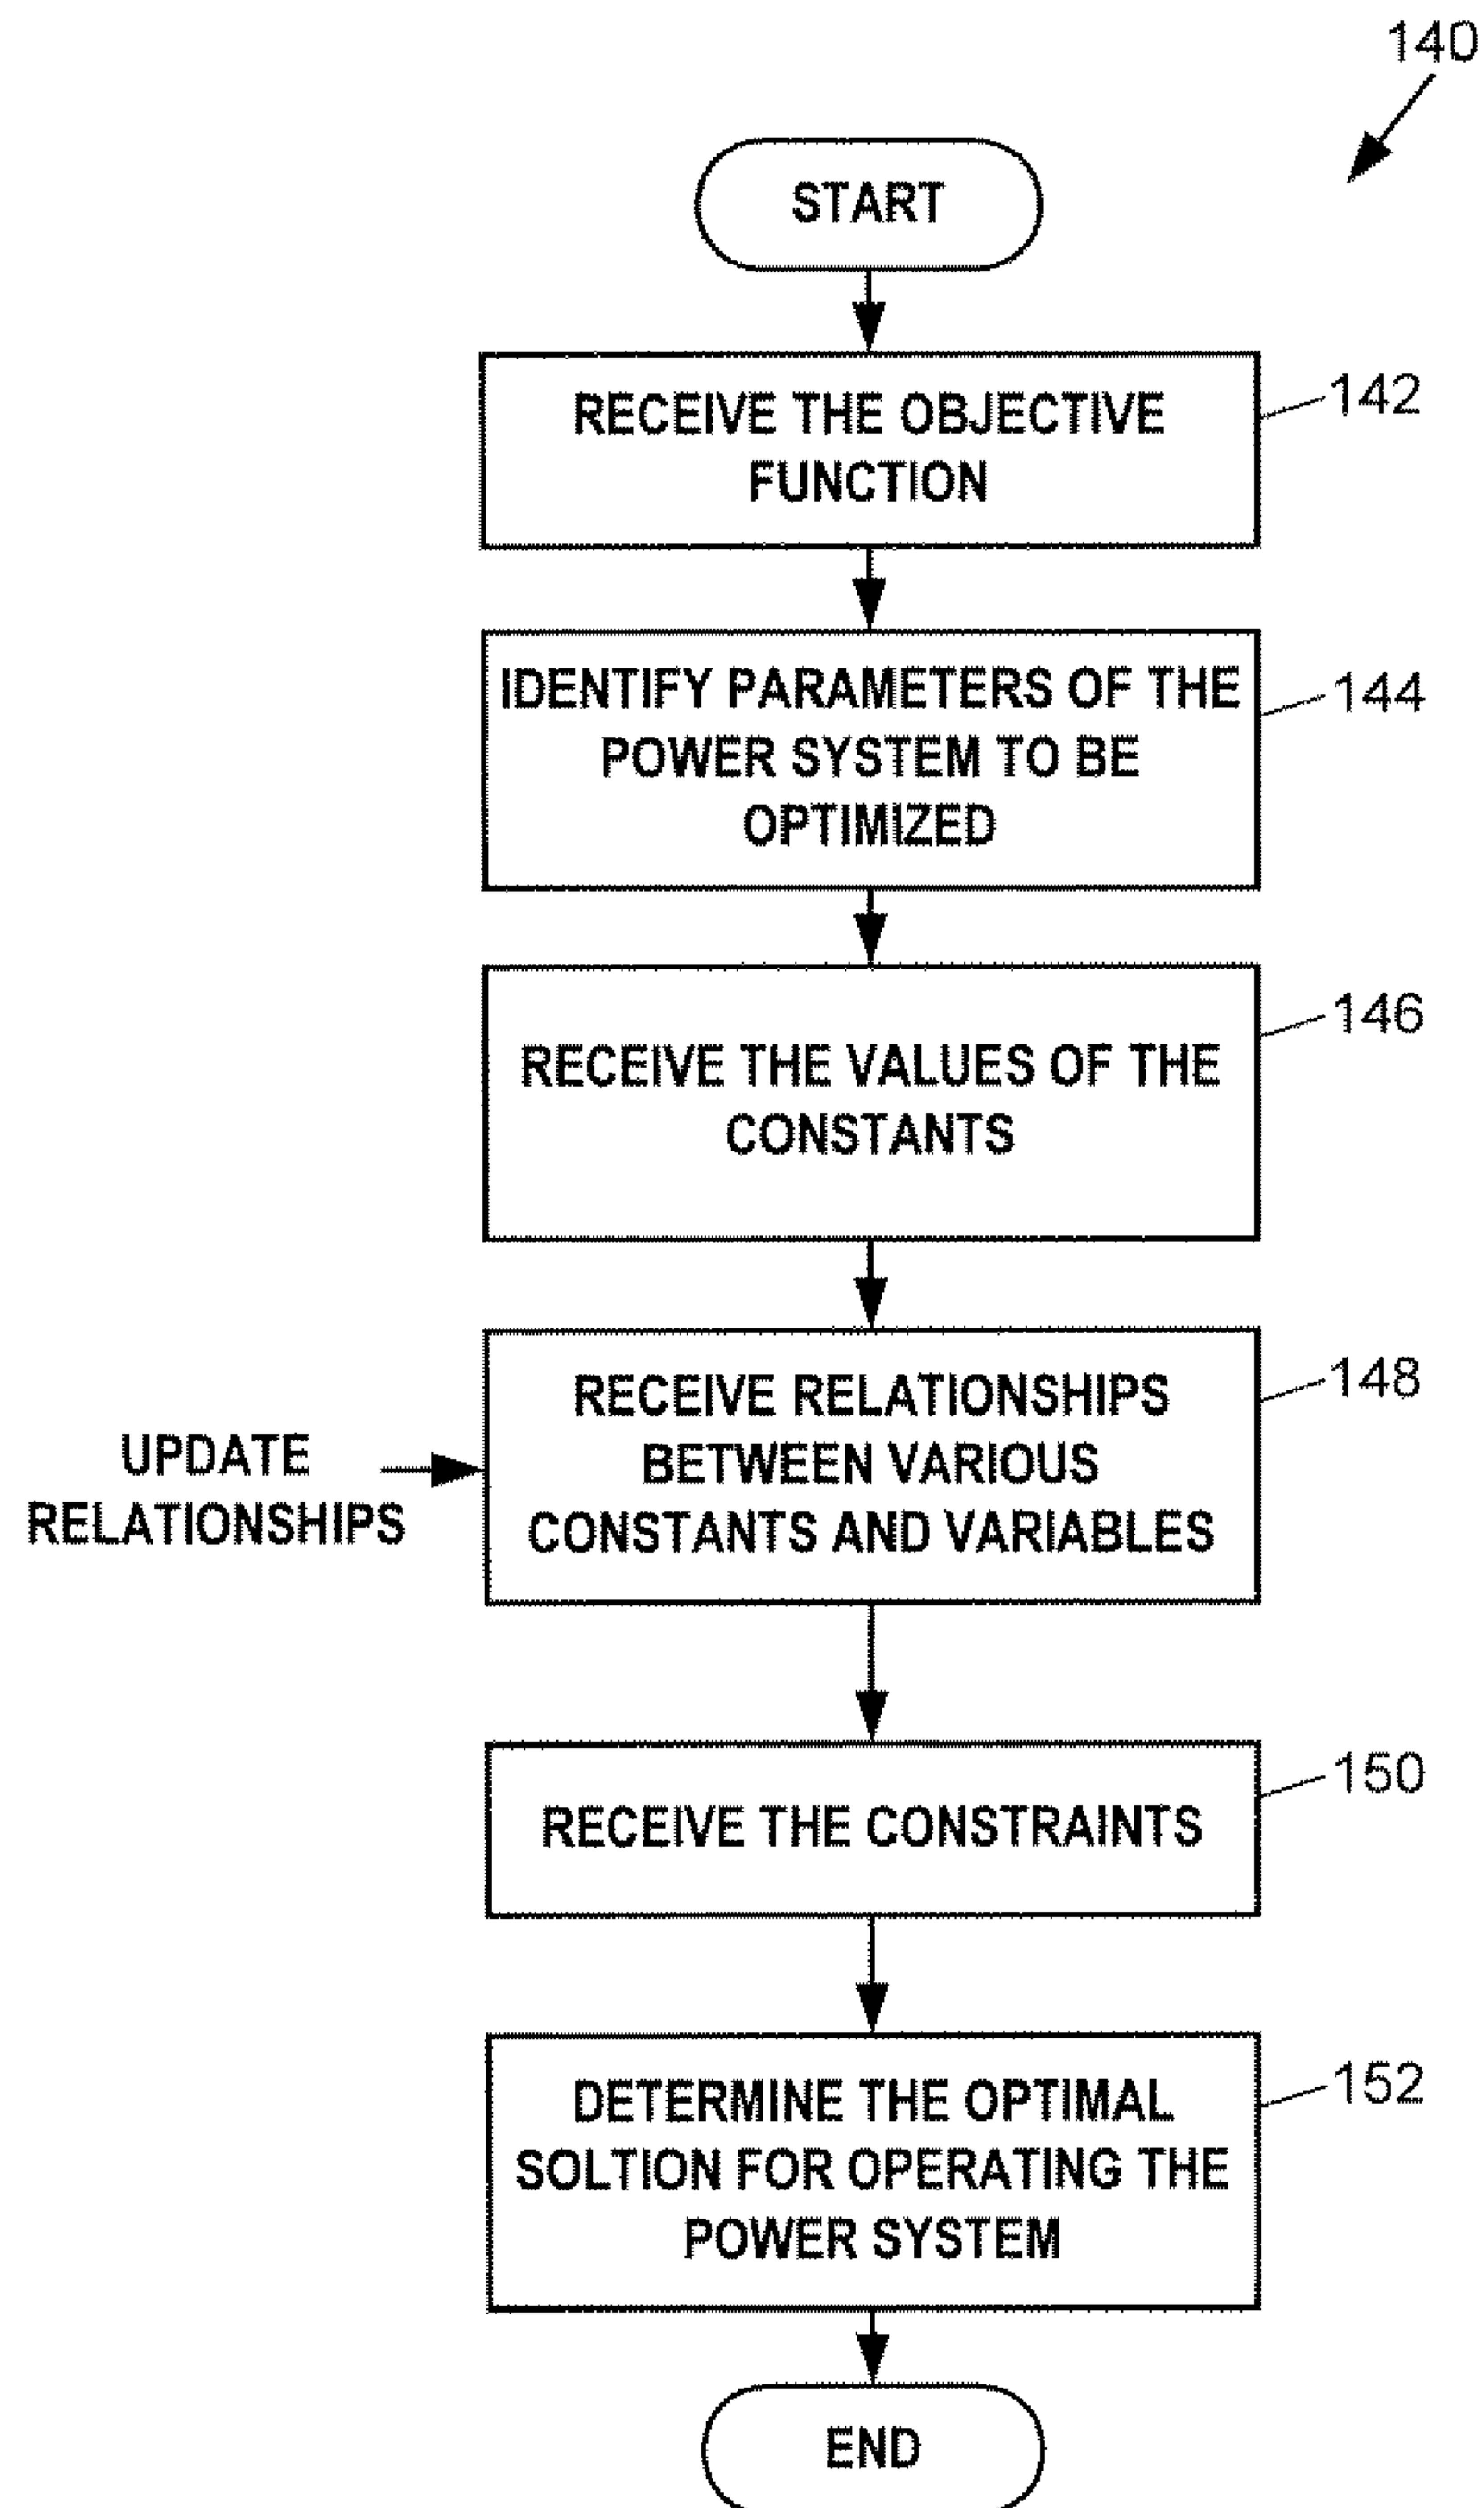 140
START
RECEIVE THE OBJECTIVE
FUNCTION
142
IDENTIFY PARAMETERS OF THE
POWER SYSTEM TO BE
OPTIMIZED
144
RECEIVE THE VALUES OF THE
CONSTANTS
146
RECEIVE RELATIONSHIPS
BETWEEN VARIOUS
CONSTANTS AND VARIABLES
148
UPDATE
RELATIONSHIPS
RECEIVE THE CONSTRAINTS
150
DETERMINE THE OPTIMAL
SOLTION FOR OPERATING THE
POWER SYSTEM
152
END